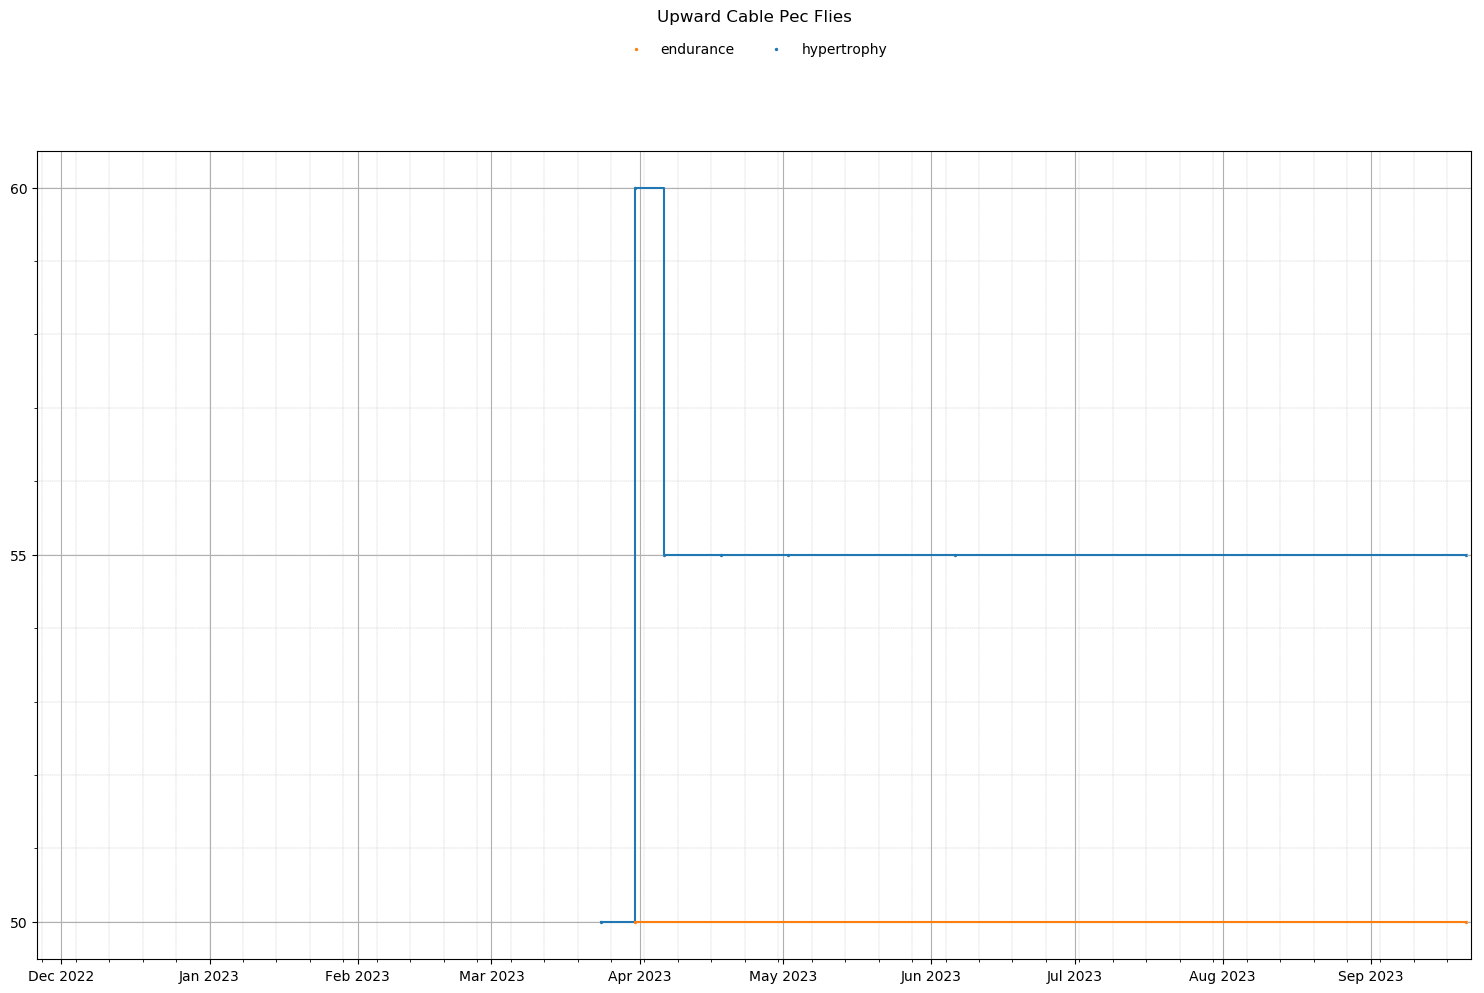 Upward Cable Pec Flies
endurance hypertrophy
60
55
50
Dec 2022 Jan 2023 Feb 2023 Mar 2023 Apr 2023 May 2023 Jun 2023 Jul 2023 Aug 2023 Sep 2023